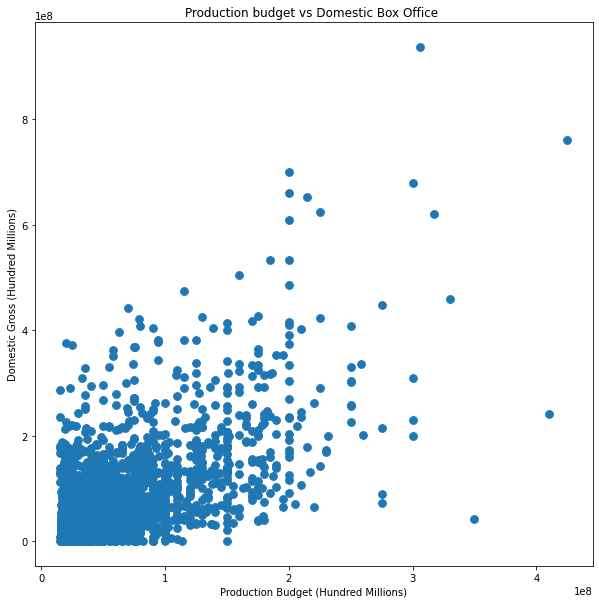 Production budget vs Domestic Box Office
1e8
8
6
4
2
0
Domestic Gross (Hundred Millions)
0 1 2 3 4
1e8
Production Budget (Hundred Millions)